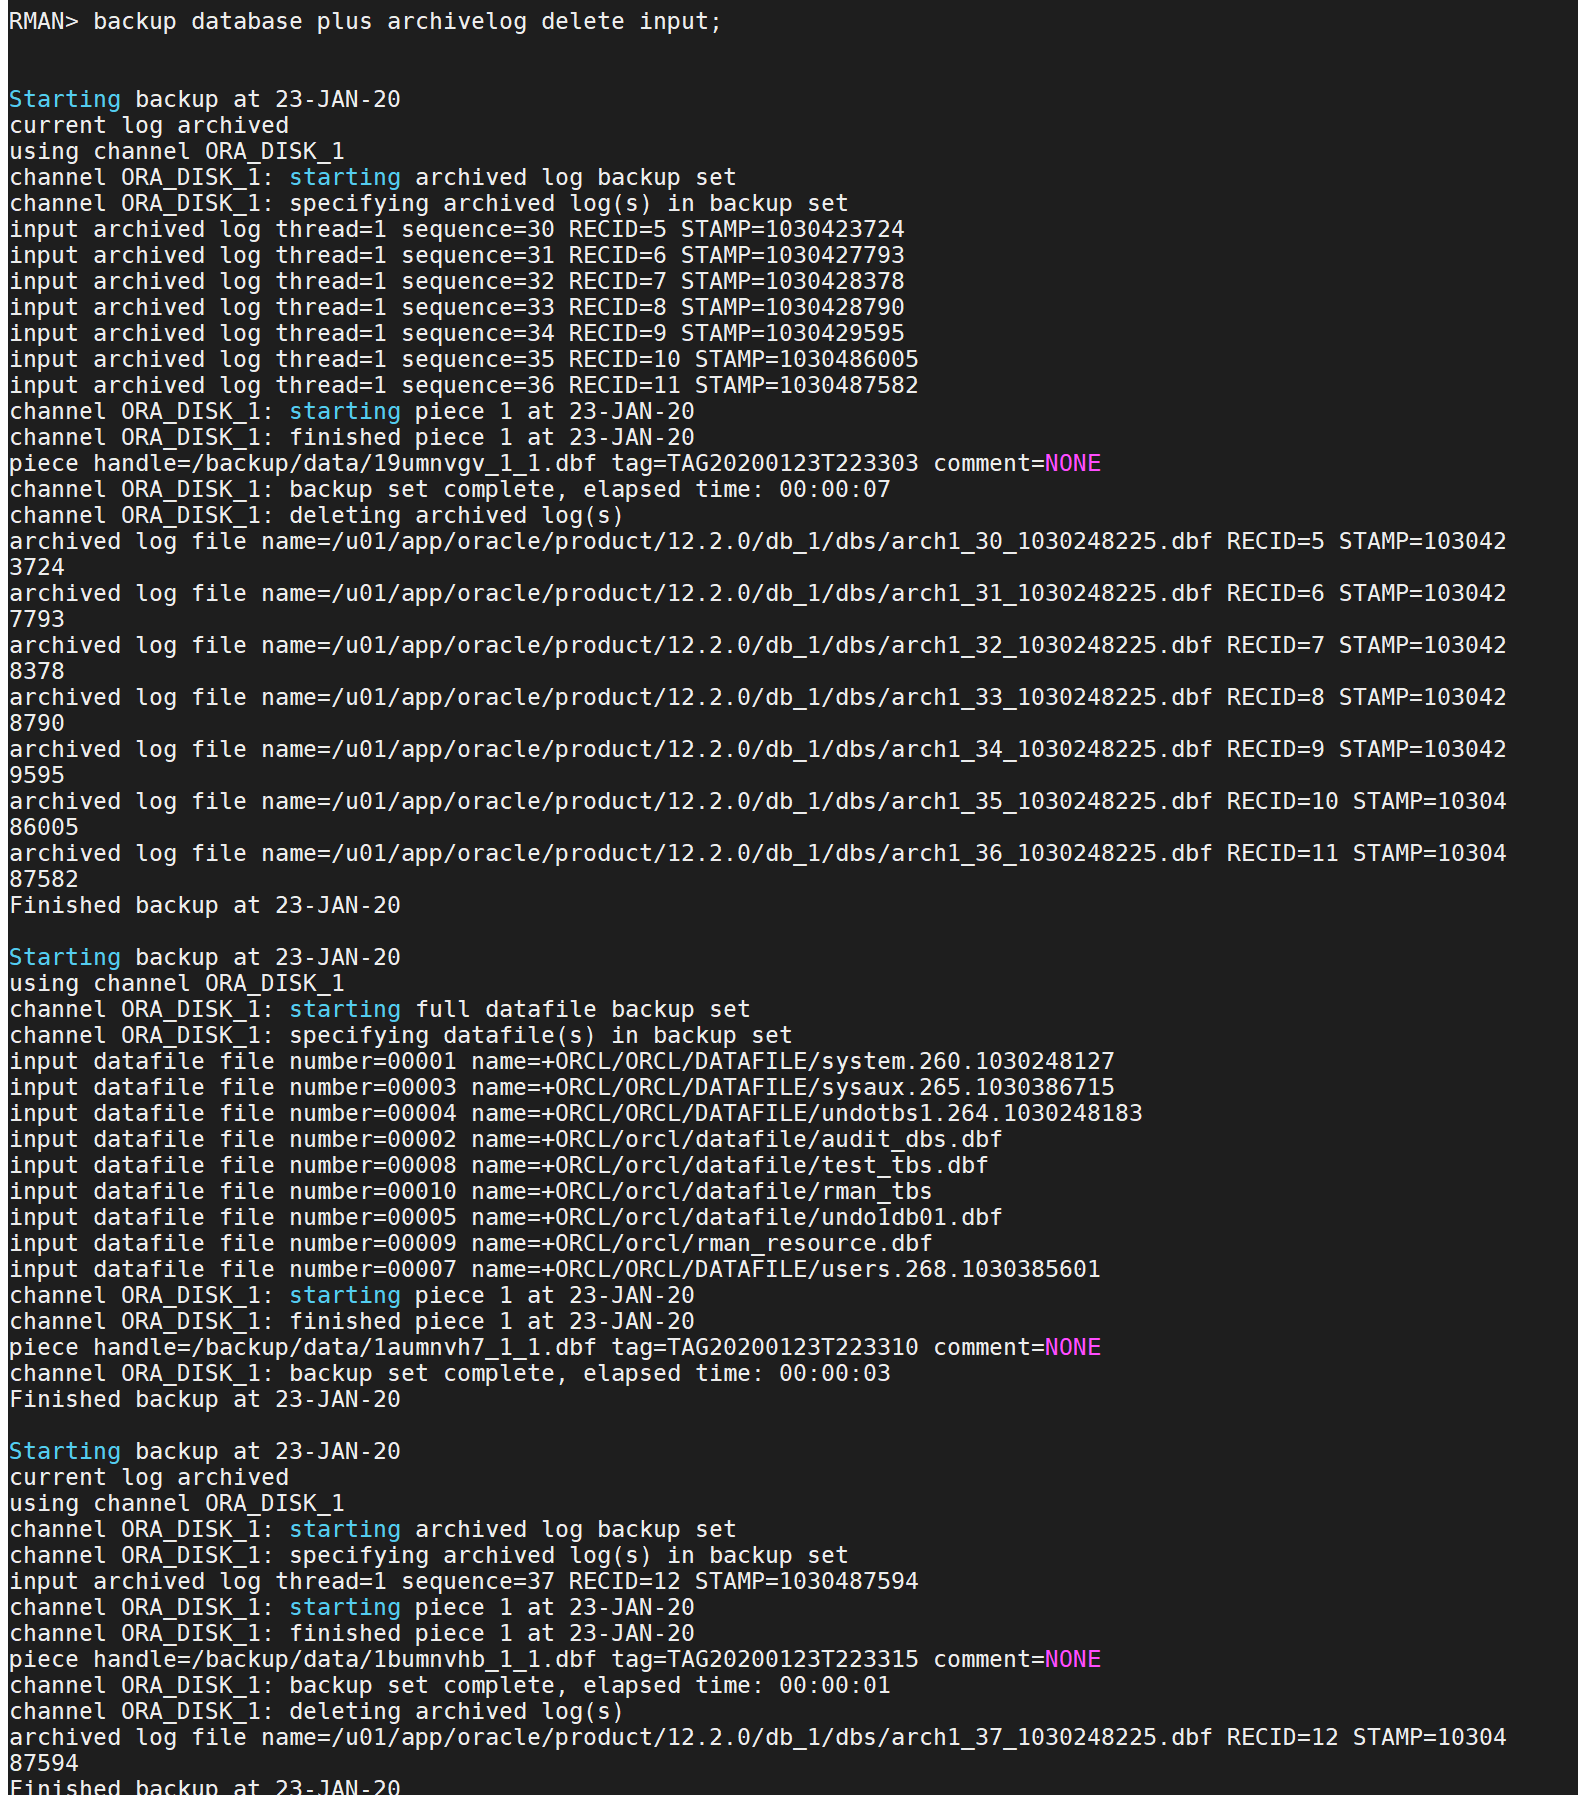 RMAN> backup database plus archivelog delete input;
Starting backup at 23-JAN-20
current log archived
using channel ORA_DISK_1
channel ORA_DISK_1: starting archived log backup set
channel ORA_DISK_1: specifying archived log(s) in backup set
input archived log thread=1 sequence=30 RECID=5 STAMP=1030423724
input archived log thread=1 sequence=31 RECID=6 STAMP=1030427793
input archived log thread=1 sequence=32 RECID=7 STAMP=1030428378
input archived log thread=1 sequence=33 RECID=8 STAMP=1030428790
input archived log thread=1 sequence=34 RECID=9 STAMP=1030429595
input archived log thread=1 sequence=35 RECID=10 STAMP=1030486005
input archived log thread=1 sequence=36 RECID=11 STAMP=1030487582
channel ORA_DISK_1: starting piece 1 at 23-JAN-20
channel ORA_DISK_1: finished piece 1 at 23-JAN-20
piece handle=/backup/data/19umnvgv_1_1.dbf tag=TAG20200123T223303 comment=NONE
channel ORA_DISK_1: backup set complete, elapsed time: 00:00:07
channel ORA_DISK_1: deleting archived log(s)
archived log file name=/u01/app/oracle/product/12.2.0/db_1/dbs/arch1_30_1030248225.dbf RECID=5 STAMP=103042
3724
archived log file name=/u01/app/oracle/product/12.2.0/db_1/dbs/arch1_31_1030248225.dbf RECID=6 STAMP=103042
7793
archived log file name=/u01/app/oracle/product/12.2.0/db_1/dbs/arch1_32_1030248225.dbf RECID=7 STAMP=103042
8378
archived log file name=/u01/app/oracle/product/12.2.0/db_1/dbs/arch1_33_1030248225.dbf RECID=8 STAMP=103042
8790
archived log file name=/u01/app/oracle/product/12.2.0/db_1/dbs/arch1_34_1030248225.dbf RECID=9 STAMP=103042
9595
archived log file name=/u01/app/oracle/product/12.2.0/db_1/dbs/arch1_35_1030248225.dbf RECID=10 STAMP=10304
86005
archived log file name=/u01/app/oracle/product/12.2.0/db_1/dbs/arch1_36_1030248225.dbf RECID=11 STAMP=10304
87582
Finished backup at 23-JAN-20
Starting backup at 23-JAN-20
using channel ORA_DISK_1
channel ORA_DISK_1: starting full datafile backup set
channel ORA_DISK_1: specifying datafile(s) in backup set
input datafile file number=00001 name=+ORCL/ORCL/DATAFILE/system.260.1030248127
input datafile file number=00003 name=+ORCL/ORCL/DATAFILE/sysaux.265.1030386715
input datafile file number=00004 name=+ORCL/ORCL/DATAFILE/undotbs1.264.1030248183
input datafile file number=00002 name=+ORCL/orcl/datafile/audit_dbs.dbf
input datafile file number=00008 name=+ORCL/orcl/datafile/test_tbs.dbf
input datafile file number=00010 name=+ORCL/orcl/datafile/rman_tbs
input datafile file number=00005 name=+ORCL/orcl/datafile/undo1db01.dbf
input datafile file number=00009 name=+ORCL/orcl/rman_resource.dbf
input datafile file number=00007 name=+ORCL/ORCL/DATAFILE/users.268.1030385601
channel ORA_DISK_1: starting piece 1 at 23-JAN-20
channel ORA_DISK_1: finished piece 1 at 23-JAN-20
piece handle=/backup/data/1aumnvh7_1_1.dbf tag=TAG20200123T223310 comment=NONE
channel ORA_DISK_1: backup set complete, elapsed time: 00:00:03
Finished backup at 23-JAN-20
Starting backup at 23-JAN-20
current log archived
using channel ORA_DISK_1
channel ORA_DISK_1: starting archived log backup set
channel ORA_DISK_1: specifying archived log(s) in backup set
input archived log thread=1 sequence=37 RECID=12 STAMP=1030487594
channel ORA_DISK_1: starting piece 1 at 23-JAN-20
channel ORA_DISK_1: finished piece 1 at 23-JAN-20
piece handle=/backup/data/1bumnvhb_1_1.dbf tag=TAG20200123T223315 comment=NONE
channel ORA_DISK_1: backup set complete, elapsed time: 00:00:01
channel ORA_DISK_1: deleting archived log(s)
archived log file name=/u01/app/oracle/product/12.2.0/db_1/dbs/arch1_37_1030248225.dbf RECID=12 STAMP=10304
87594
Finished backup at 23-JAN-20